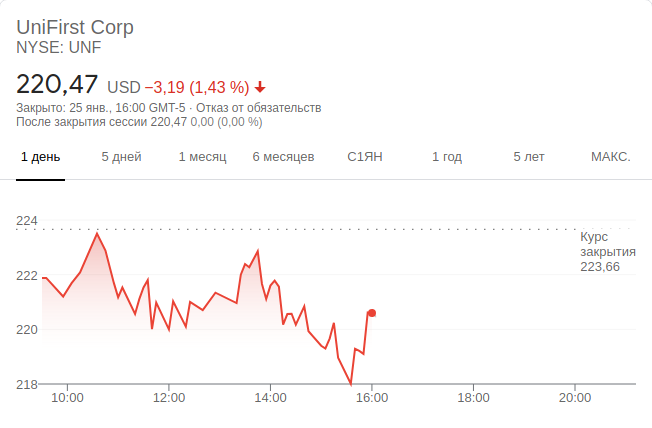 UniFirst Corp
NYSE: UNF
220,47 USD −3,19 (1,43 %)
Закрыто: 25 янв., 16:00 GMT-5 · Отказ от обязательств
После закрытия сессии 220,47 0,00 (0,00 %)
1 день 5 дней 1 месяц 6 месяцев С1ЯН 1 год 5 лет МАКС.
224
Курс
закрытия
223,66
222
220
218
10:00 12:00 14:00 16:00 18:00 20:00